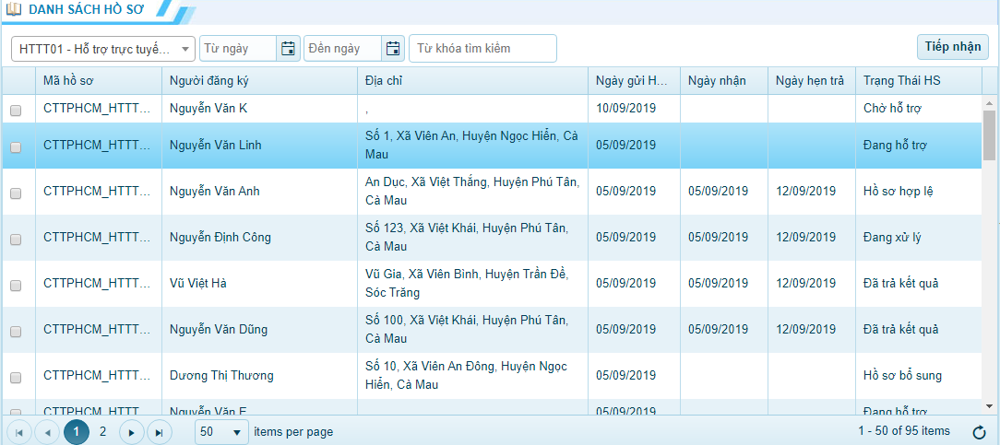 DANH SÁCH HỒ SƠ
HTTT01 - Hỗ trợ trực tuyế... Từ ngày Đến ngày Từ khóa tìm kiếm Tiếp nhận
Mã hồ sơ Người đăng ký Địa chỉ Ngày gửi H... Ngày nhận Ngày hẹn trả Trạng Thái HS
CTTPHCM_HTTT... Nguyễn Văn K , 10/09/2019 Chờ hỗ trợ
CTTPHCM_HTTT... Nguyễn Văn Linh Số 1, Xã Viên An, Huyện Ngọc Hiển, Cà
Mau 05/09/2019 Đang hỗ trợ
CTTPHCM_HTTT... Nguyễn Văn Anh An Dục, Xã Việt Thắng, Huyện Phú Tân,
Cà Mau 05/09/2019 05/09/2019 12/09/2019 Hồ sơ hợp lệ
CTTPHCM_HTTT... Nguyễn Định Công Số 123, Xã Việt Khái, Huyện Phú Tân,
Cà Mau 05/09/2019 05/09/2019 12/09/2019 Đang xử lý
CTTPHCM_HTTT... Vũ Việt Hà Vũ Gia, Xã Viên Bình, Huyện Trần Đề,
Sóc Trăng 05/09/2019 05/09/2019 12/09/2019 Đã trả kết quả
CTTPHCM_HTTT... Nguyễn Văn Dũng Số 100, Xã Việt Khái, Huyện Phú Tân,
Cà Mau 05/09/2019 05/09/2019 12/09/2019 Đã trả kết quả
CTTPHCM_HTTT... Dương Thị Thương Số 10, Xã Viên An Đông, Huyện Ngọc
Hiển, Cà Mau 05/09/2019 Hồ sơ bổ sung
CTTPHCM_HTTT... Nguyễn Văn E 05/09/2019 Đang hỗ trợ
1 2 50 items per page 1 - 50 of 95 items